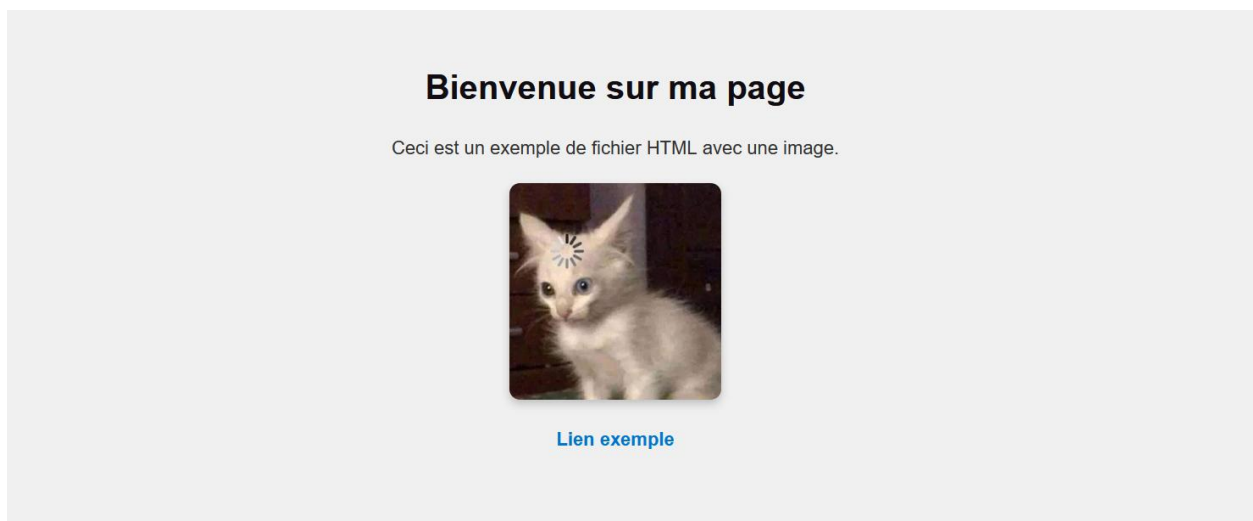 Bienvenue sur ma page
Ceci est un exemple de fichier HTML avec une image.
Lien exemple